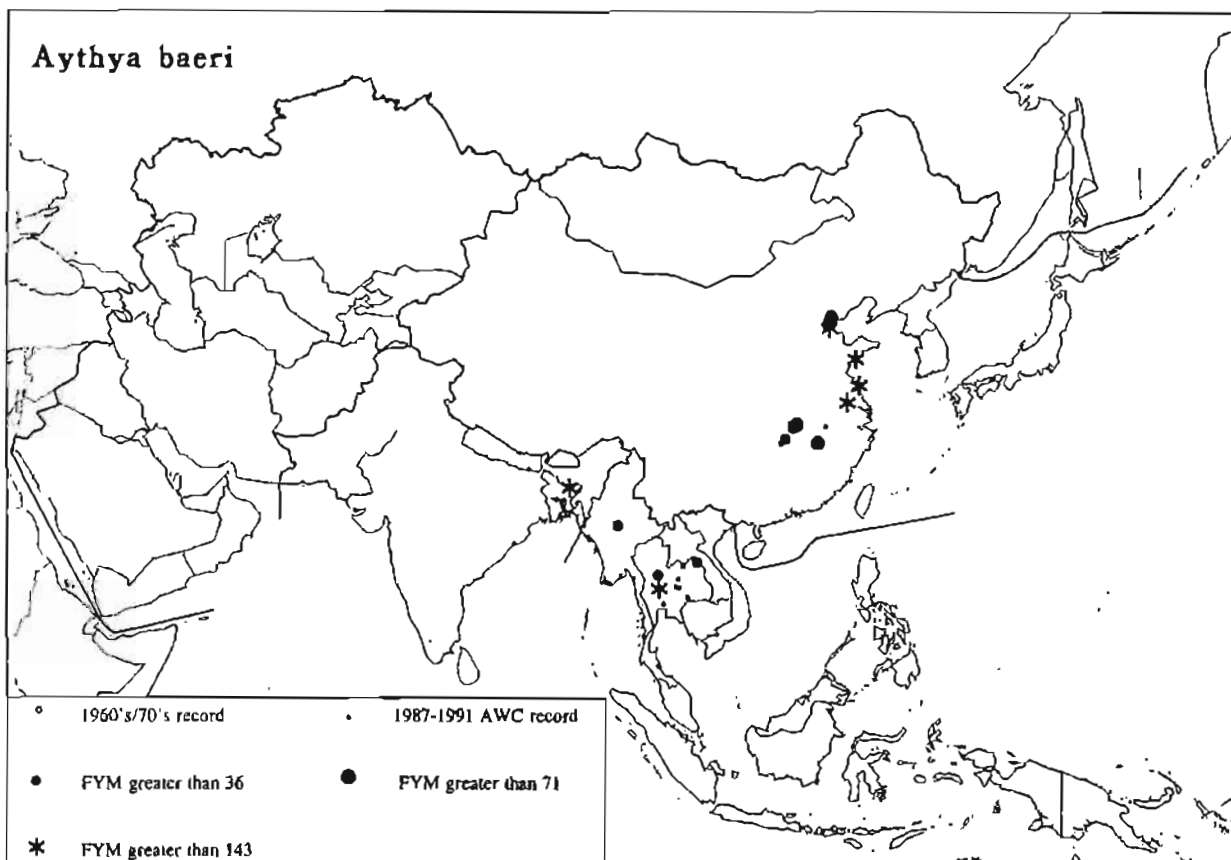 Aythya baeri
1960's/70's record
1987-1991 AWC record
FYM greater than 36
FYM greater than 71
FYM greater than 143